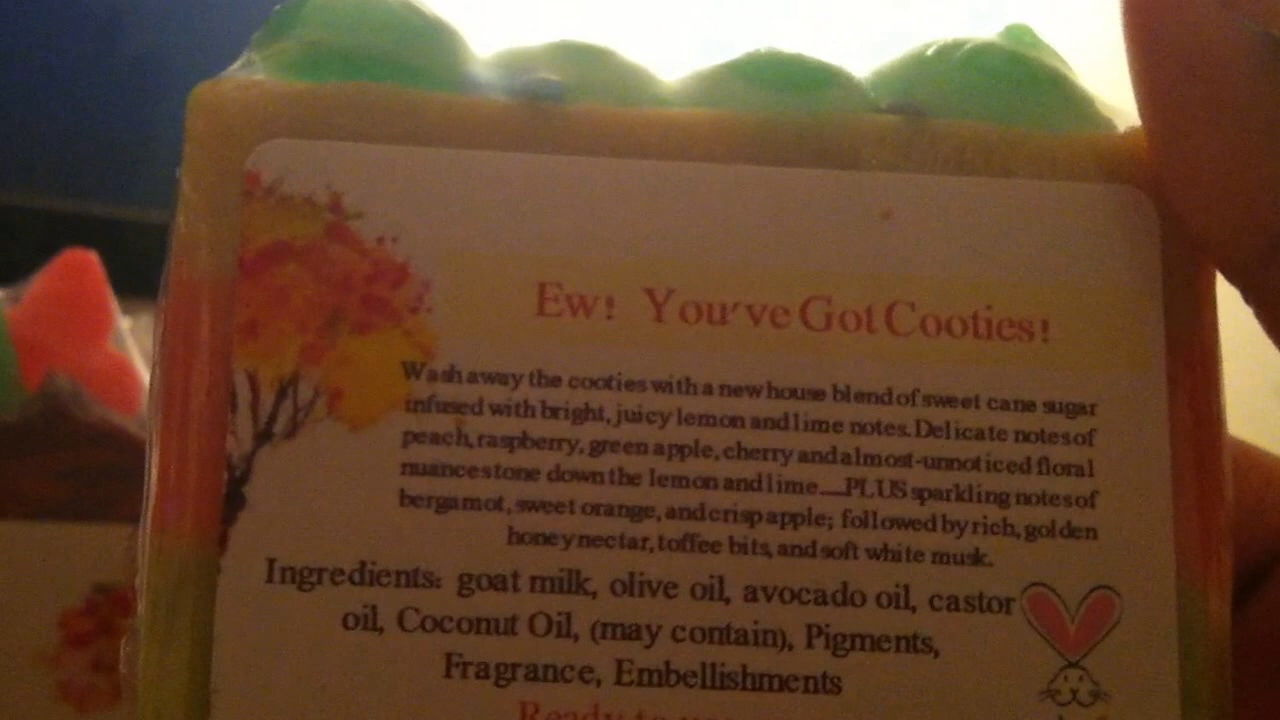 Ew! You've Got Cooties!
Wash away the cooties with a new house blend of sweet cane sugar
infused with bright, juicy lemon and lime notes. Delicate notes of
peach, raspberry, green apple, cherry and almost-unnoticed floral
nuances tone down the lemon and lime....PLUS sparkling notes of
bergamot, sweet orange, and crisp apple; followed by rich, golden
honey nectar, toffee bits, and soft white musk.
Ingredients: goat milk, olive oil, avocado oil, castor
oil, Coconut Oil, (may contain), Pigments,
Fragrance, Embellishments
Ready to